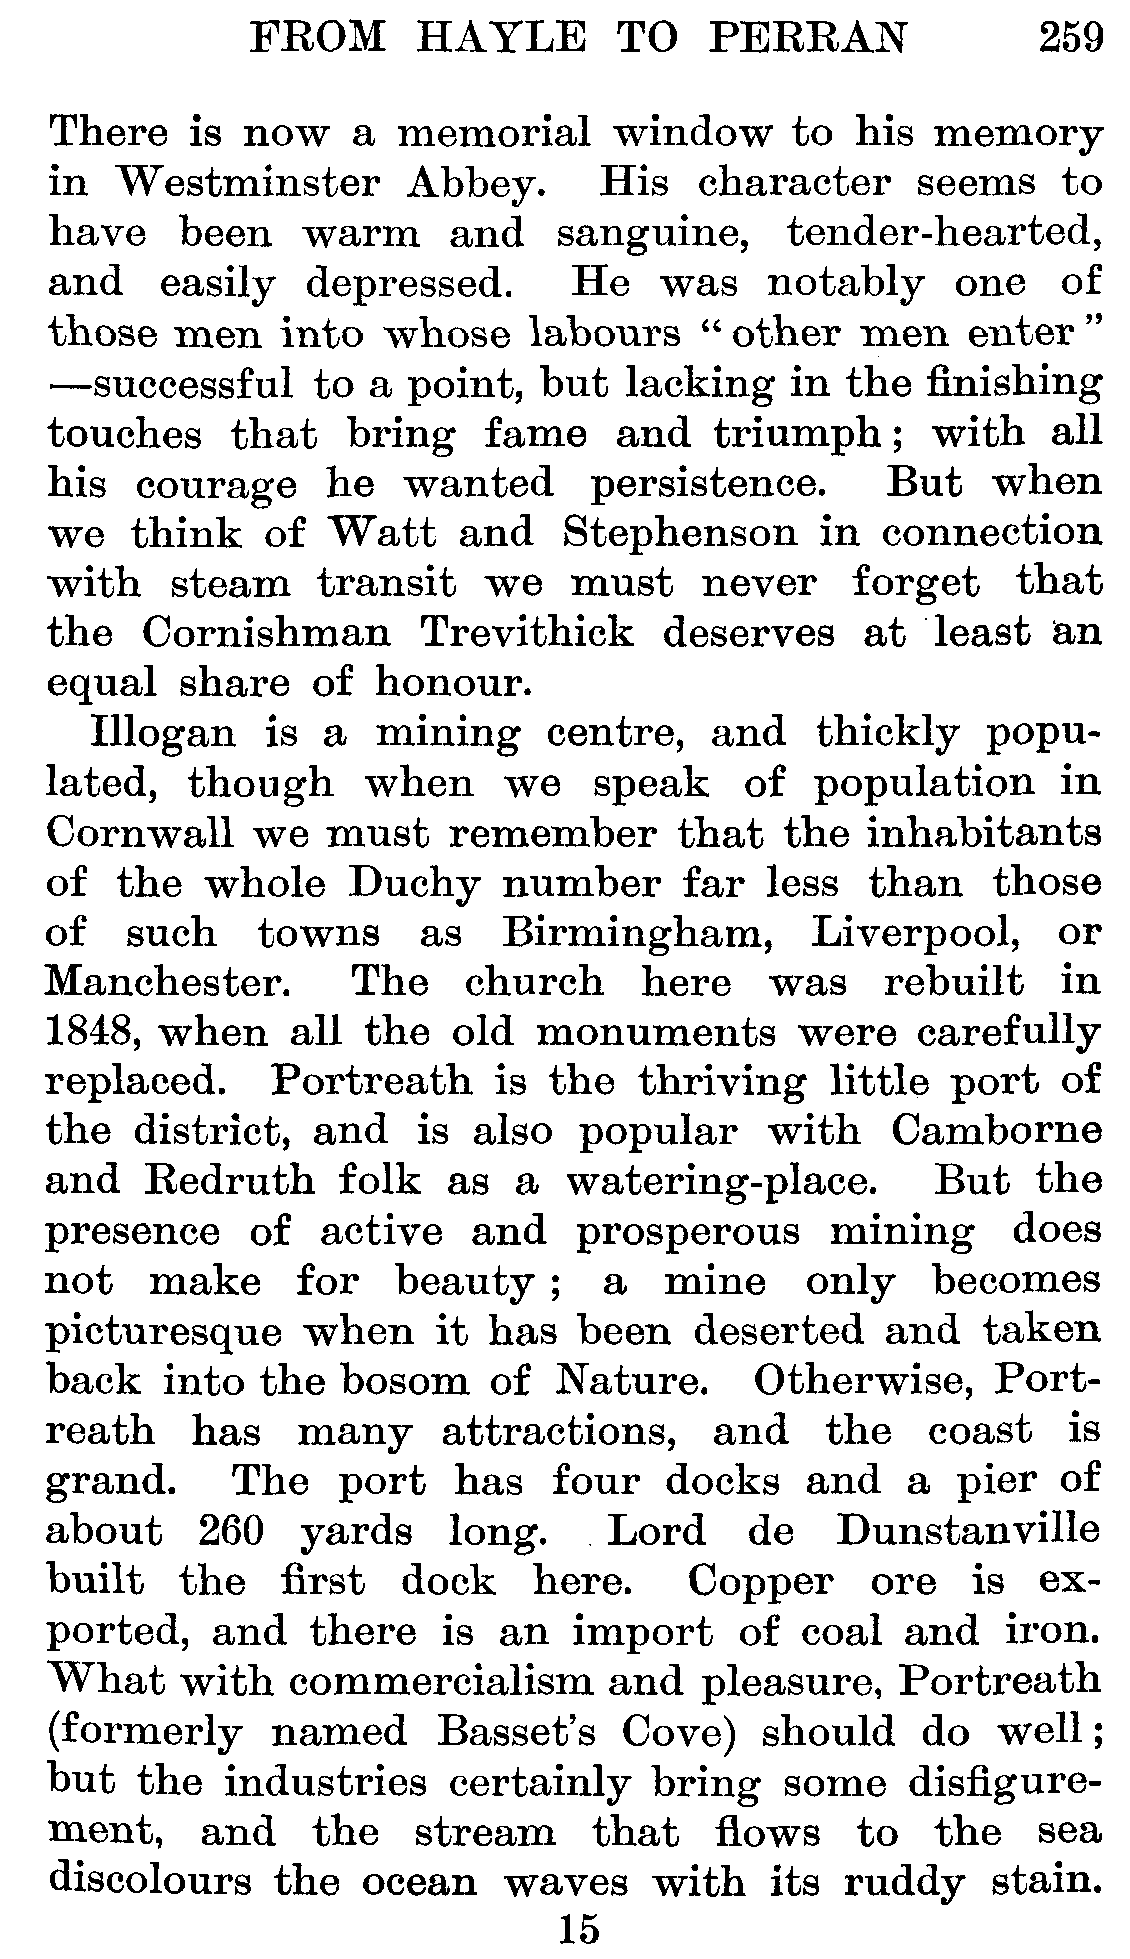 FROM HAYLE TO PERRAN 259
There is now a memorial window to his memory
in Westminster Abbey. His character seems to
have been warm and sanguine, tender-hearted,
and easily depressed. He was notably one of
those men into whose labours “other men enter”
—successful to a point, but lacking in the finishing
touches that bring fame and triumph; with all
his courage he wanted persistence. But when
we think of Watt and Stephenson in connection
with steam transit we must never forget that
the Cornishman Trevithick deserves at least an
equal share of honour.
Illogan is a mining centre, and thickly popu-
lated, though when we speak of population in
Cornwall we must remember that the inhabitants
of the whole Duchy number far less than those
of such towns as Birmingham, Liverpool, or
Manchester. The church here was rebuilt in
1848, when all the old monuments were carefully
replaced. Portreath is the thriving little port of
the district, and is also popular with Camborne
and Redruth folk as a watering-place. But the
presence of active and prosperous mining does
not make for beauty; a mine only becomes
picturesque when it has been deserted and taken
back into the bosom of Nature. Otherwise, Port-
reath has many attractions, and the coast is
grand. The port has four docks and a pier of
about 260 yards long. Lord de Dunstanville
built the first dock here. Copper ore is ex-
ported, and there is an import of coal and iron.
What with commercialism and pleasure, Portreath
(formerly named Basset's Cove) should do well;
but the industries certainly bring some disfigure-
ment, and the stream that flows to the sea
discolours the ocean waves with its ruddy stain.
15